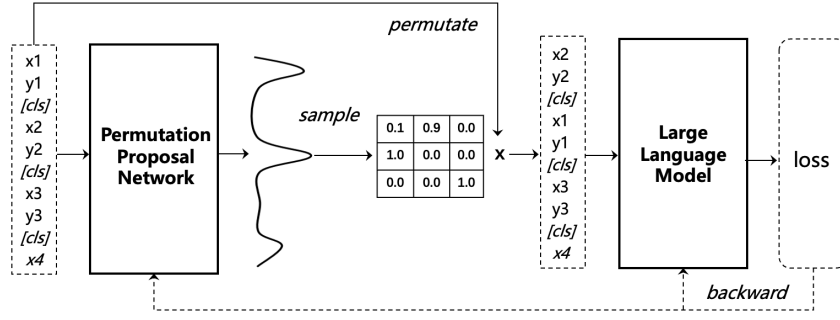 permutate
x1
y1
[cls]
x2
y2
[cls]
x3
y3
[cls]
x4
Permutation
Proposal
Network
sample
0.1 0.9 0.0
1.0 0.0 0.0
0.0 0.0 1.0
x
x2
y2
[cls]
x1
y1
[cls]
x3
y3
[cls]
x4
Large
Language
Model
loss
backward